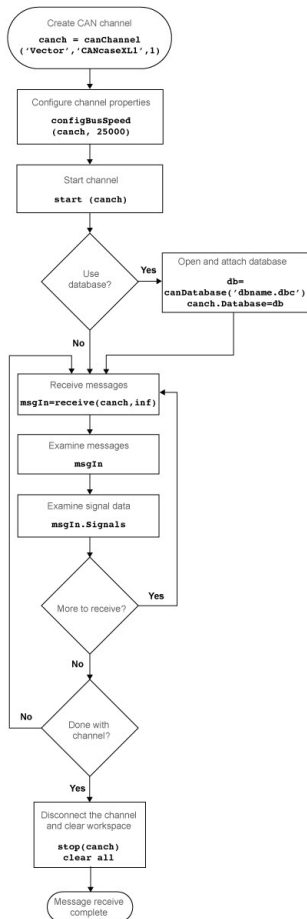 Create CAN channel
canch = canChannel
('Vector','CANcaseXL1',1)
Configure channel properties
configBusSpeed
(canch, 25000)
Start channel
start (canch)
Use
database?
Yes
Open and attach database
db=
canDatabase('dbname.dbc')
canch.Database=db
No
Receive messages
msgIn=receive(canch,inf)
Examine messages
msgIn
Examine signal data
msgIn.Signals
More to receive?
Yes
No
Done with
channel?
No
Yes
Disconnect the channel
and clear workspace
stop(canch)
clear all
Message receive
complete